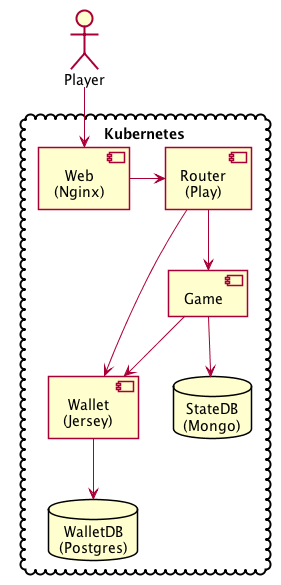 Player
Kubernetes
Web
(Nginx)
Router
(Play)
Game
Wallet
(Jersey)
StateDB
(Mongo)
WalletDB
(Postgres)